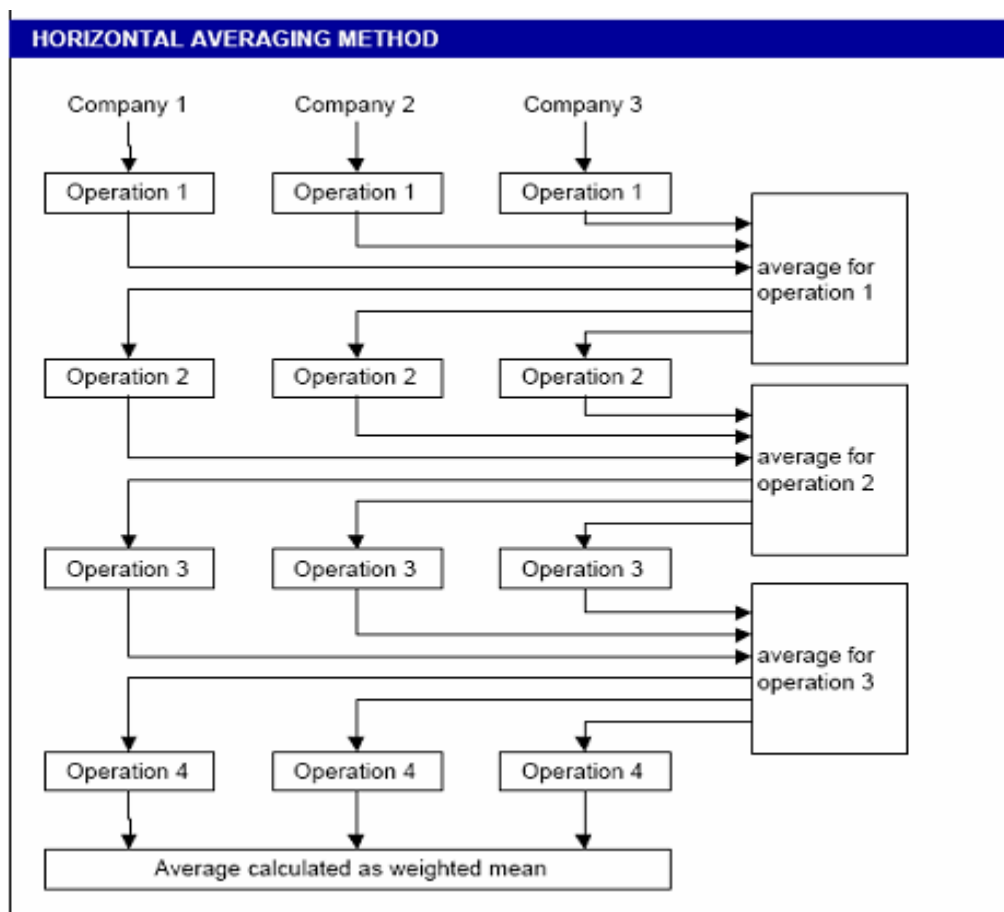 HORIZONTAL AVERAGING METHOD
Company 1
Company 2
Company 3
Operation 1
Operation 1
Operation 1
average for
operation 1
Operation 2
Operation 2
Operation 2
average for
operation 2
Operation 3
Operation 3
Operation 3
average for
operation 3
Operation 4
Operation 4
Operation 4
Average calculated as weighted mean